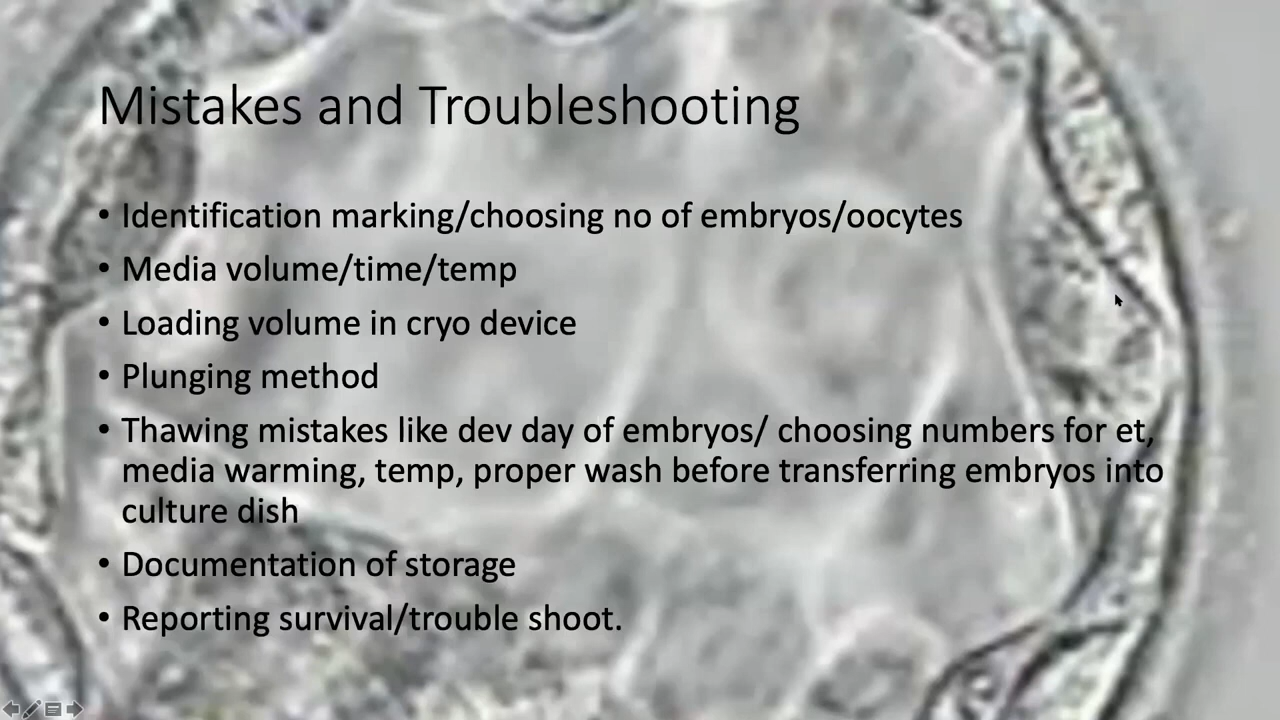 Mistakes and Troubleshooting
• Identification marking/choosing no of embryos/oocytes
• Media volume/time/temp
• Loading volume in cryo device
• Plunging method
• Thawing mistakes like dev day of embryos/ choosing numbers for et,
media warming, temp, proper wash before transferring embryos into
culture dish
• Documentation of storage
• Reporting survival/trouble shoot.